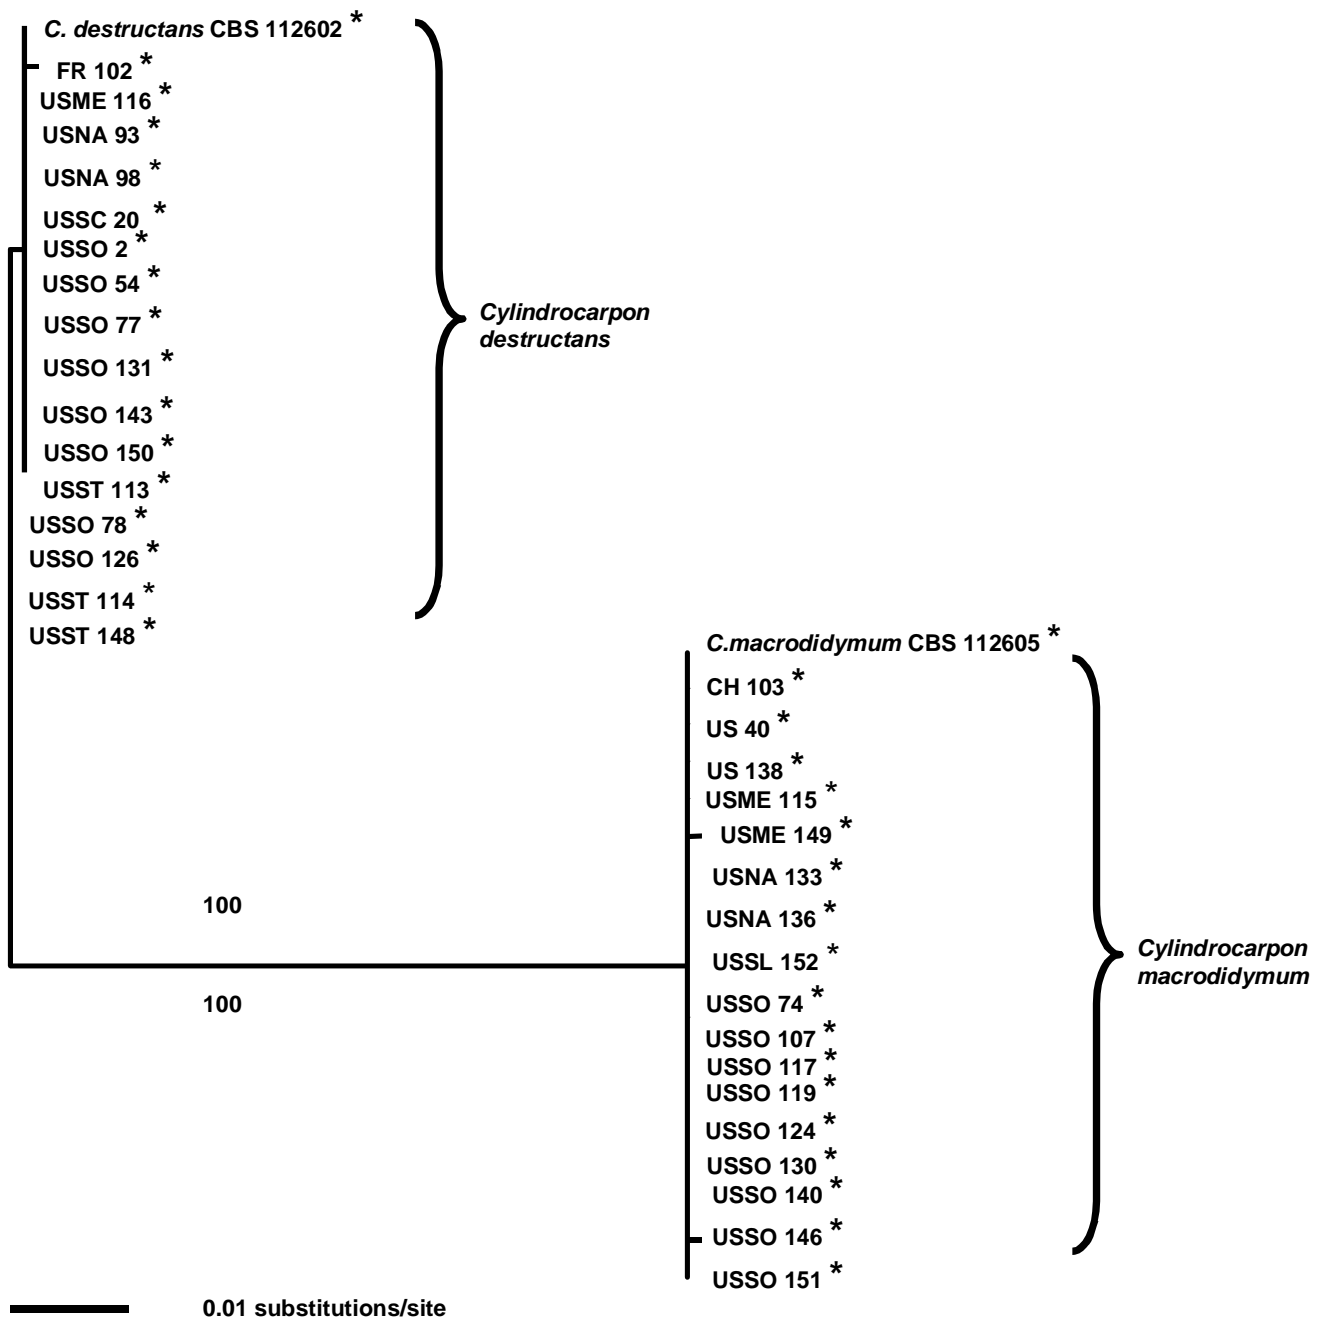 C. destructans CBS 112602 *
FR 102 *
USME 116 *
USNA 93 *
USNA 98 *
USSC 20 *
USSO 2 *
USSO 54 *
USSO 77 *
USSO 131 *
USSO 143 *
USSO 150 *
USST 113 *
USSO 78 *
USSO 126 *
USST 114 *
USST 148 *
Cylindrocarpon
destructans
C.macrodidymum CBS 112605 *
CH 103 *
US 40 *
US 138 *
USME 115 *
USME 149 *
USNA 133 *
USNA 136 *
USSL 152 *
USSO 74 *
USSO 107 *
USSO 117 *
USSO 119 *
USSO 124 *
USSO 130 *
USSO 140 *
USSO 146 *
USSO 151 *
Cylindrocarpon
macrodidymum
100
100
0.01 substitutions/site